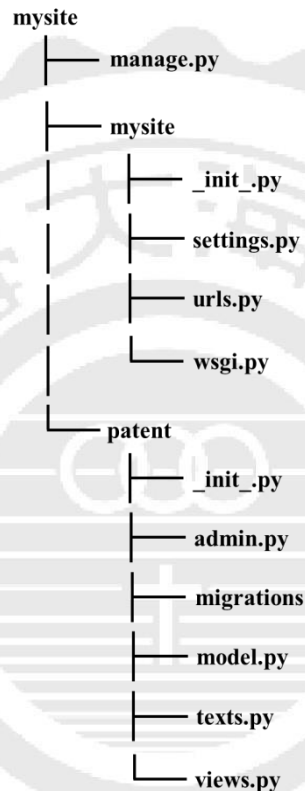 mysite
manage.py
mysite
_init_.py
settings.py
urls.py
wsgi.py
patent
_init_.py
admin.py
migrations
model.py
texts.py
views.py